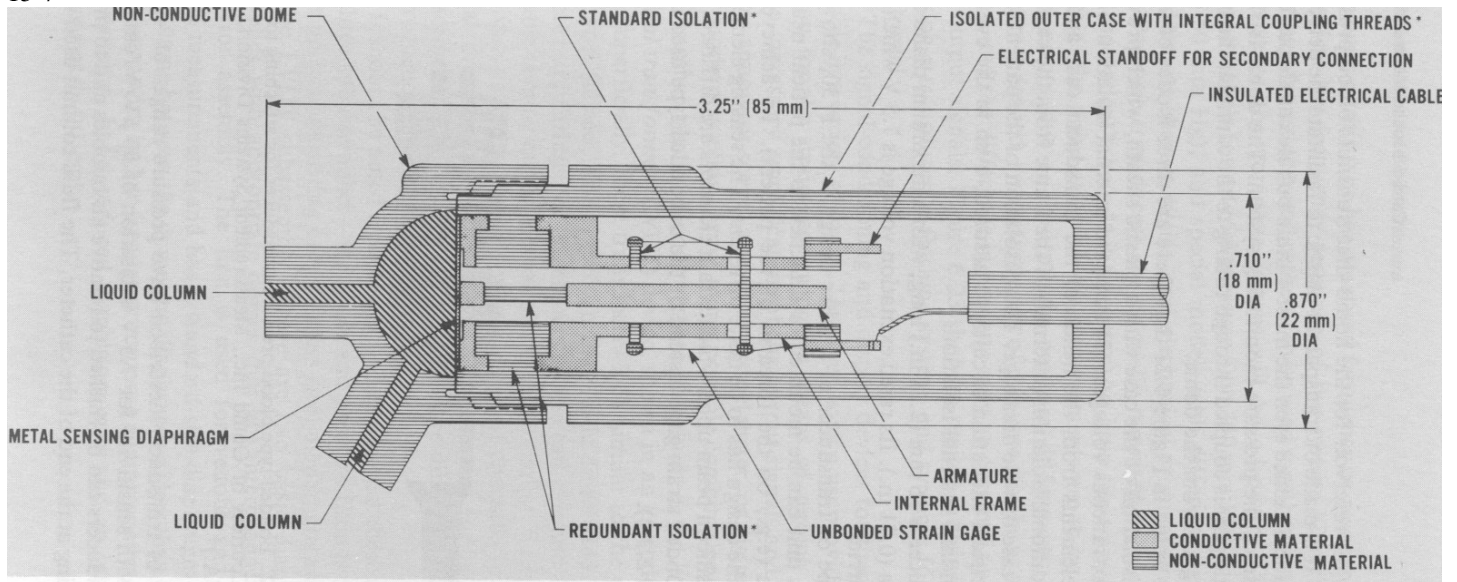 NON-CONDUCTIVE DOME
STANDARD ISOLATION*
ISOLATED OUTER CASE WITH INTEGRAL COUPLING THREADS*
ELECTRICAL STANDOFF FOR SECONDARY CONNECTION
3.25" (85 mm)
INSULATED ELECTRICAL CABLE
.710"
(18 mm)
DIA
.870"
(22 mm)
DIA
LIQUID COLUMN
METAL SENSING DIAPHRAGM
ARMATURE
INTERNAL FRAME
LIQUID COLUMN
REDUNDANT ISOLATION*
UNBONDED STRAIN GAGE
LIQUID COLUMN
CONDUCTIVE MATERIAL
NON-CONDUCTIVE MATERIAL